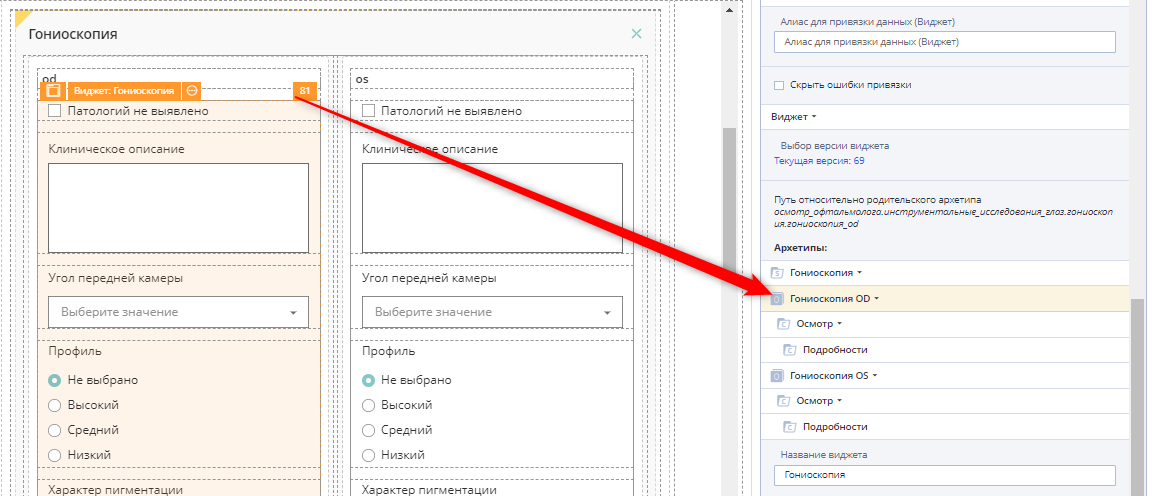 Гониоскопия
od
Виджет: Гониоскопия
81
Патологий не выявлено
Клиническое описание
Угол передней камеры
Выберите значение
Профиль
Не выбрано
Высокий
Средний
Низкий
Характер пигментации
os
Патологий не выявлено
Клиническое описание
Угол передней камеры
Выберите значение
Профиль
Не выбрано
Высокий
Средний
Низкий
Характер пигментации
Алиас для привязки данных (Виджет)
Алиас для привязки данных (Виджет)
Скрыть ошибки привязки
Виджет
Выбор версии виджета
Текущая версия: 69
Путь относительно родительского архетипа
осмотр_офтальмолога.инструментальные_исследования_глаз.гониоскоп
ия.гониоскопия_od
Архетипы:
S Гониоскопия
O Гониоскопия OD
C Осмотр
C Подробности
O Гониоскопия OS
C Осмотр
C Подробности
Название виджета
Гониоскопия